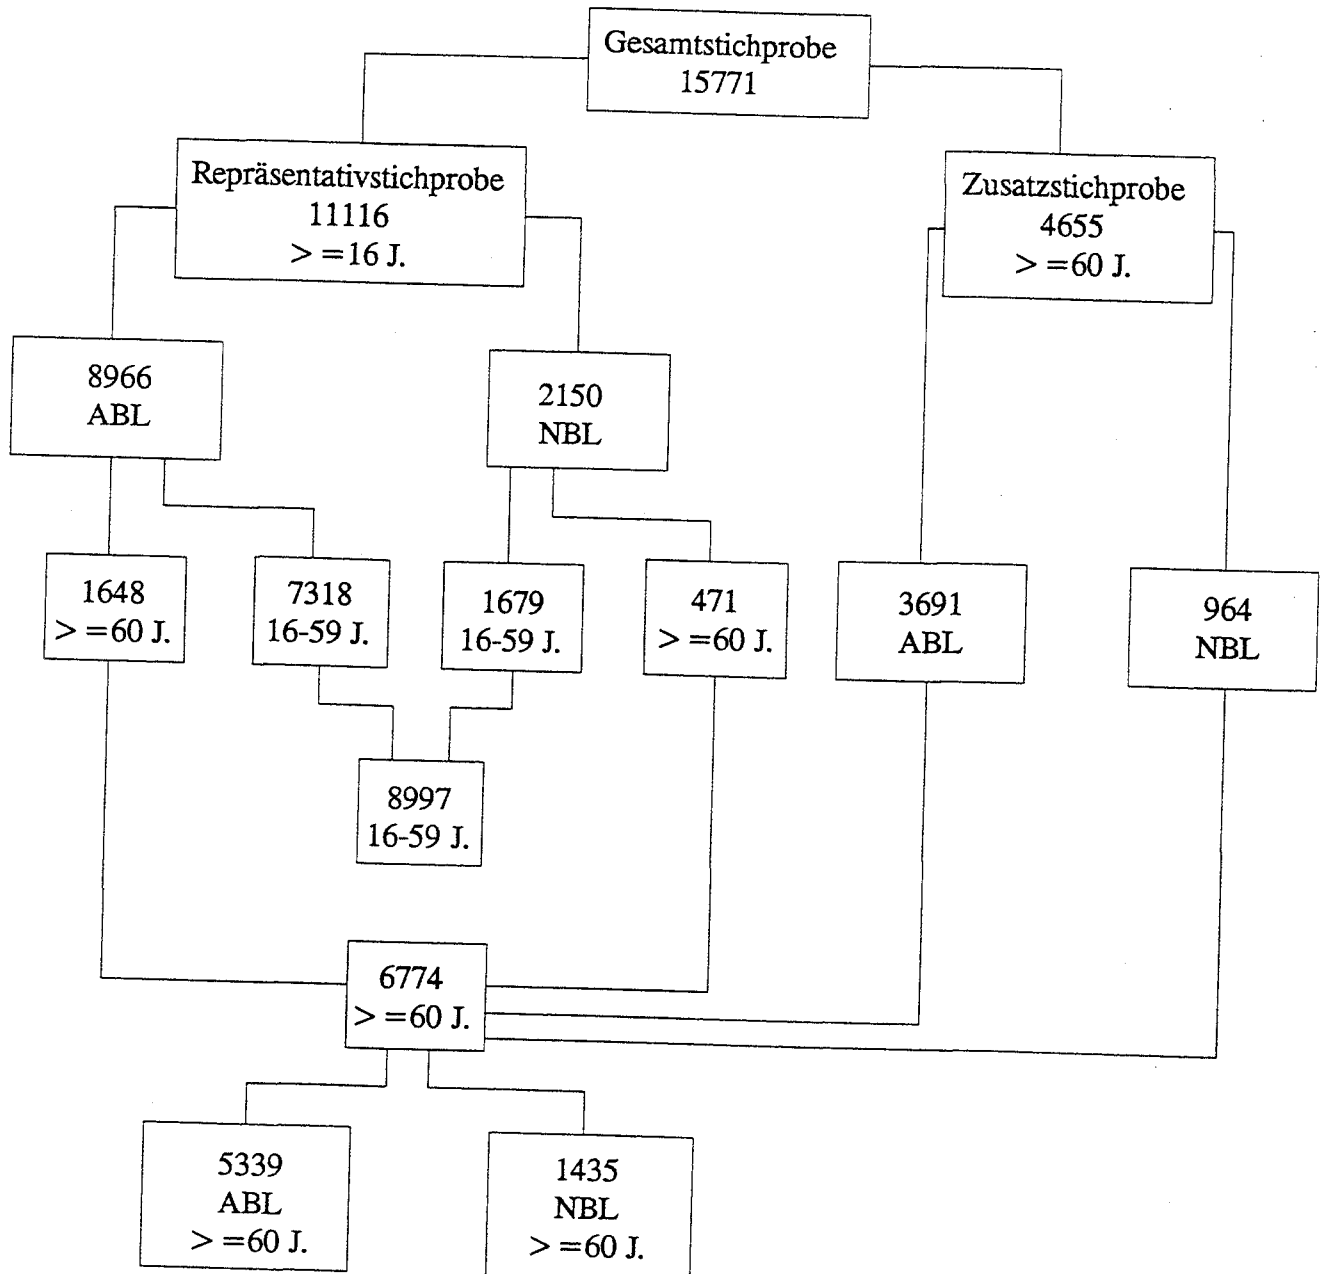 Gesamtstichprobe
15771
Repräsentativstichprobe
11116
> =16 J.
Zusatzstichprobe
4655
> =60 J.
8966
ABL
2150
NBL
1648
> =60 J.
7318
16-59 J.
1679
16-59 J.
471
> =60 J.
3691
ABL
964
NBL
8997
16-59 J.
6774
> =60 J.
5339
ABL
> =60 J.
1435
NBL
> =60 J.